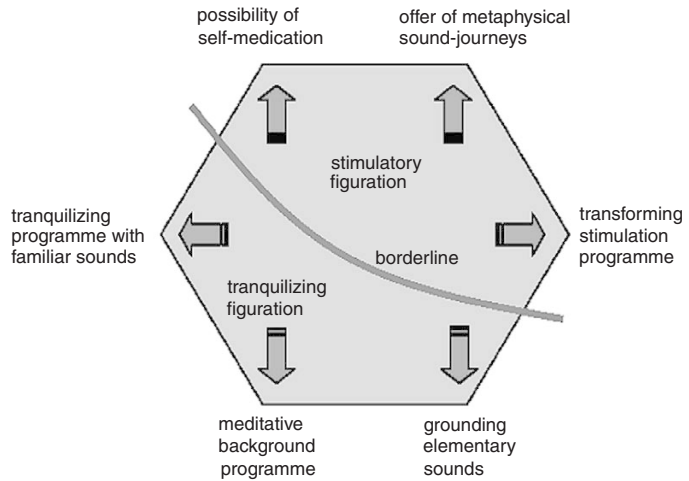 possibility of
self-medication
offer of metaphysical
sound-journeys
stimulatory
figuration
tranquilizing
programme with
familiar sounds
transforming
stimulation
programme
borderline
tranquilizing
figuration
meditative
background
programme
grounding
elementary
sounds